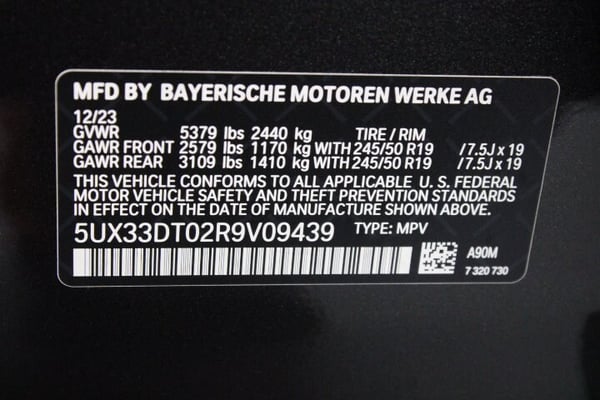 MFD BY BAYERISCHE MOTOREN WERKE AG
12/23
GVWR 5379 lbs 2440 kg TIRE / RIM
GAWR FRONT 2579 lbs 1170 kg WITH 245/50 R19 /7.5J x 19
GAWR REAR 3109 lbs 1410 kg WITH 245/50 R19 /7.5J x 19
THIS VEHICLE CONFORMS TO ALL APPLICABLE U. S. FEDERAL
MOTOR VEHICLE SAFETY AND THEFT PREVENTION STANDARDS
IN EFFECT ON THE DATE OF MANUFACTURE SHOWN ABOVE.
5UX33DT02R9V09439 TYPE: MPV
A90M
7 320 730